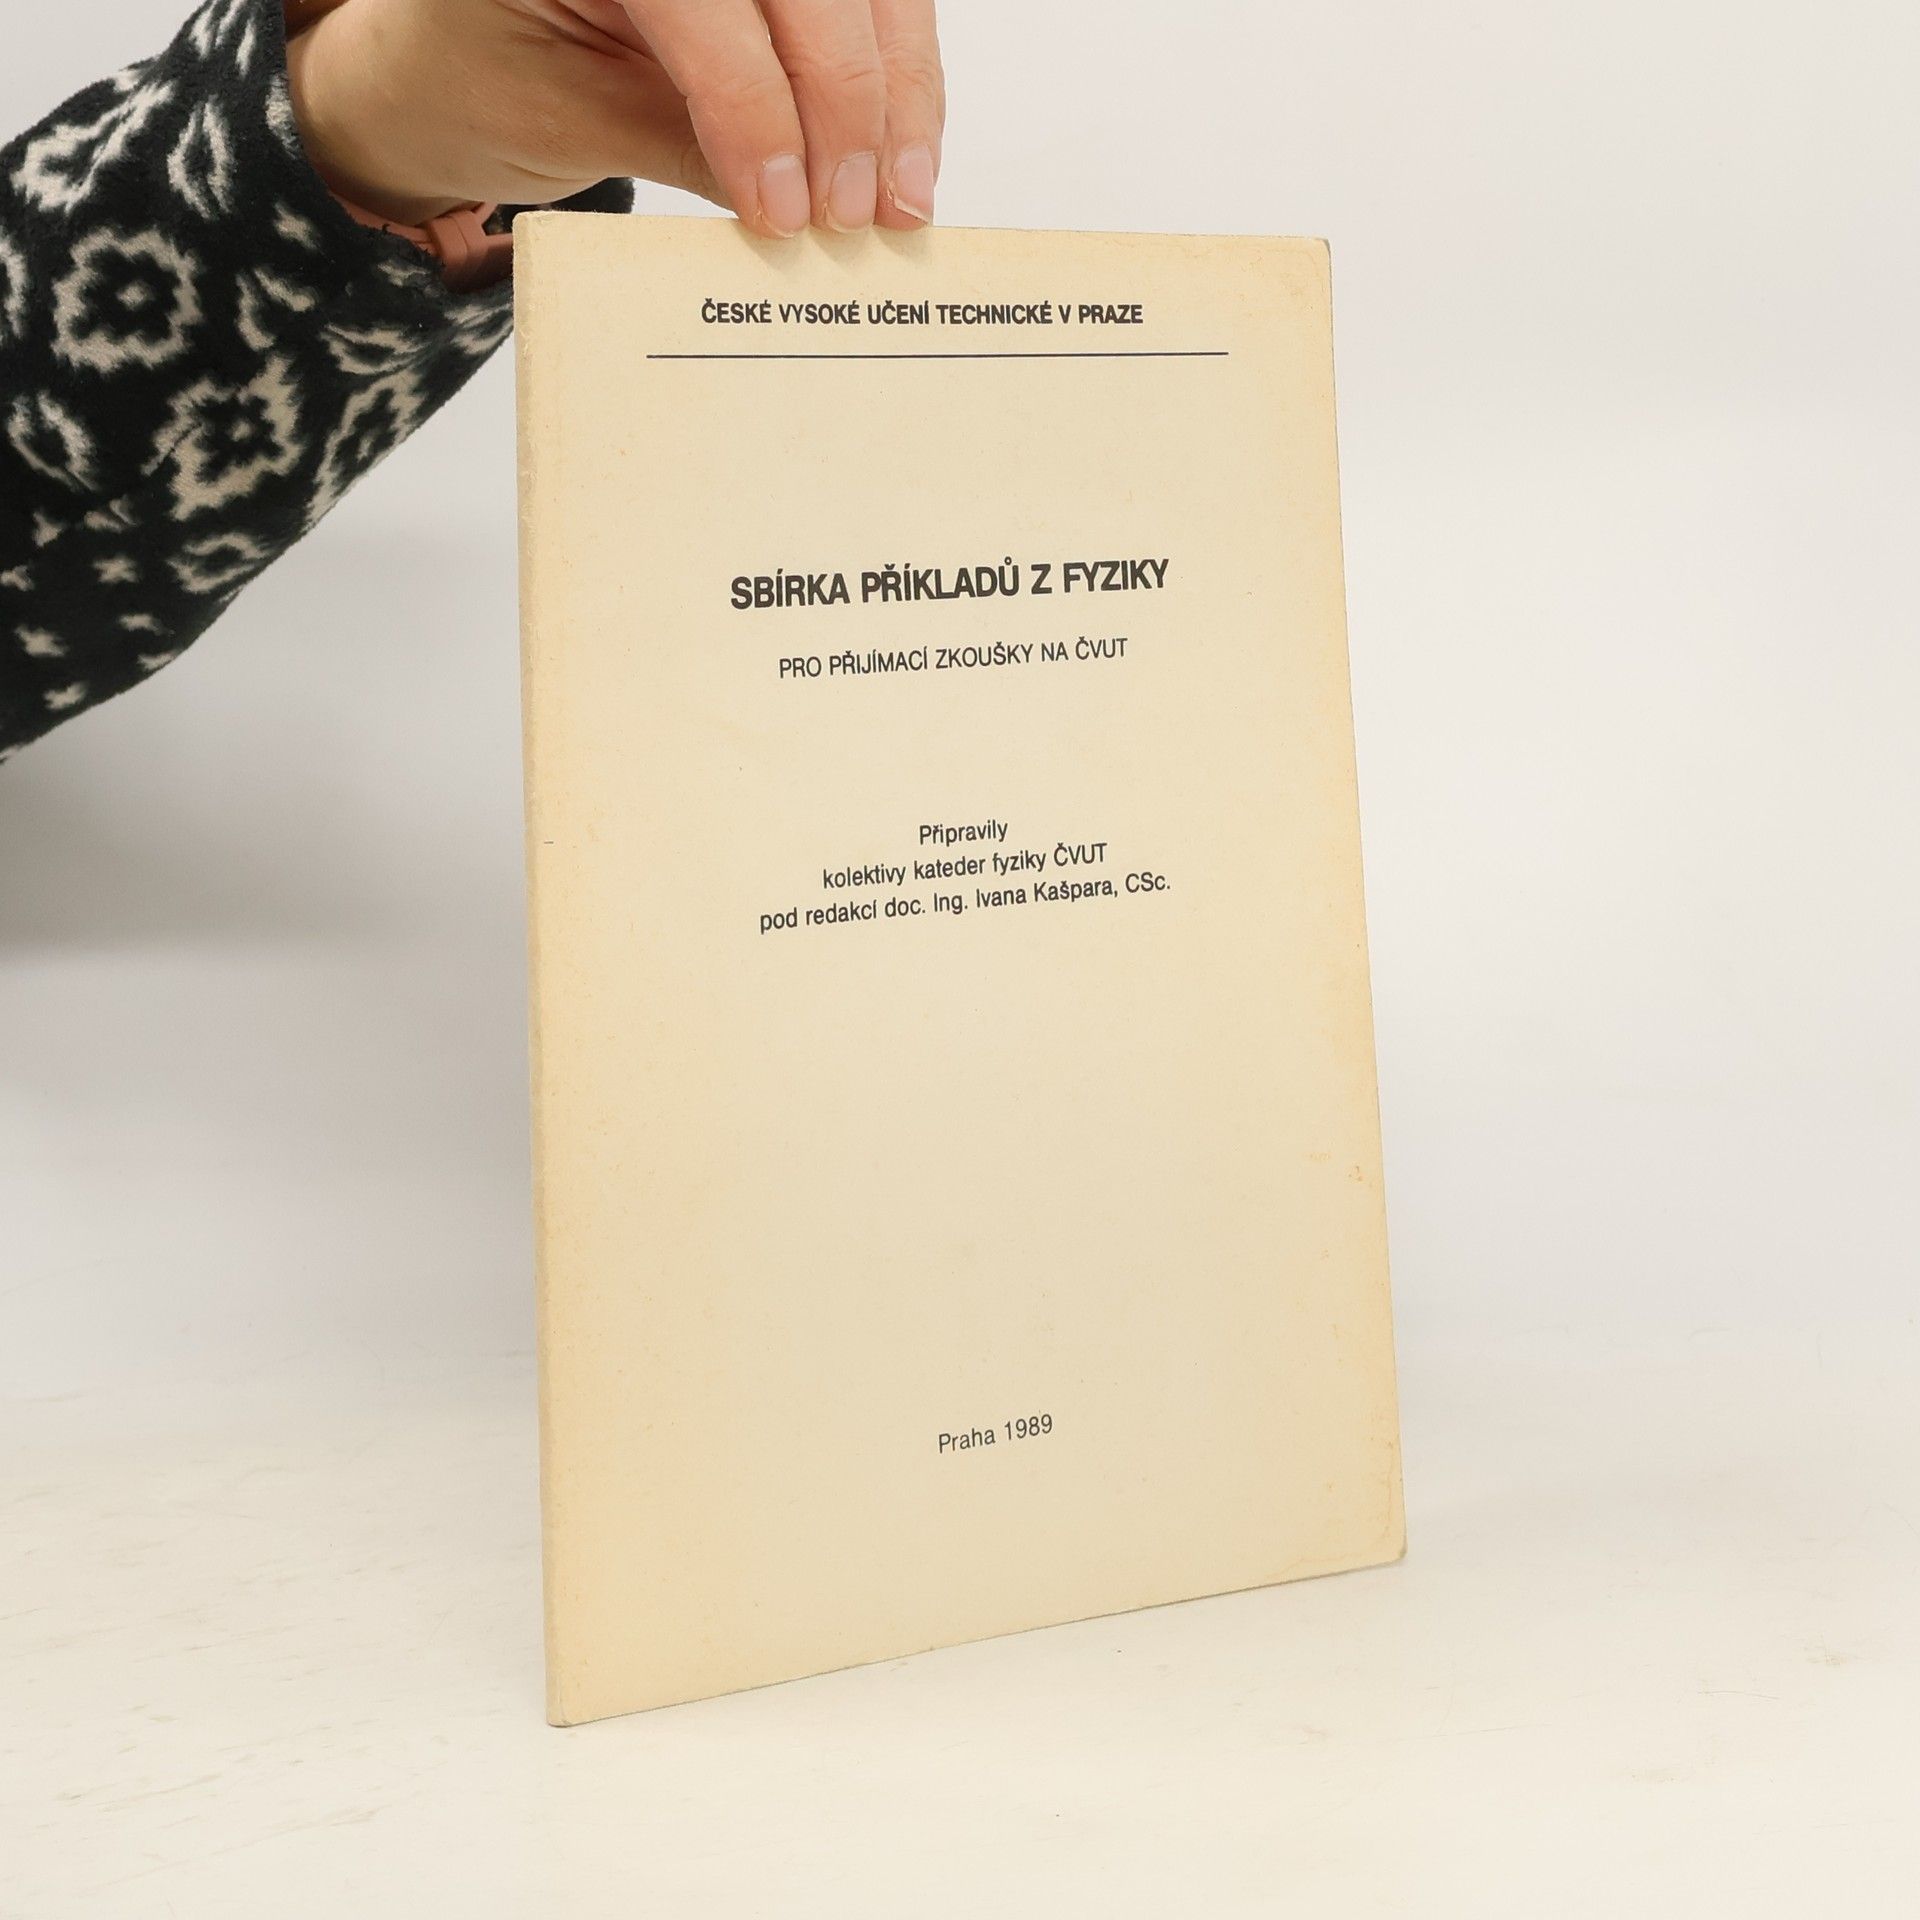 ČESKÉ VYSOKÉ UČENÍ TECHNICKÉ V PRAZE
SBÍRKA PŘÍKLADŮ Z FYZIKY
PRO PŘIJÍMACÍ ZKOUŠKY NA ČVUT
Připravily
kolektivy kateder fyziky ČVUT
pod redakcí doc. Ing. Ivana Kašpara, CSc.
Praha 1989